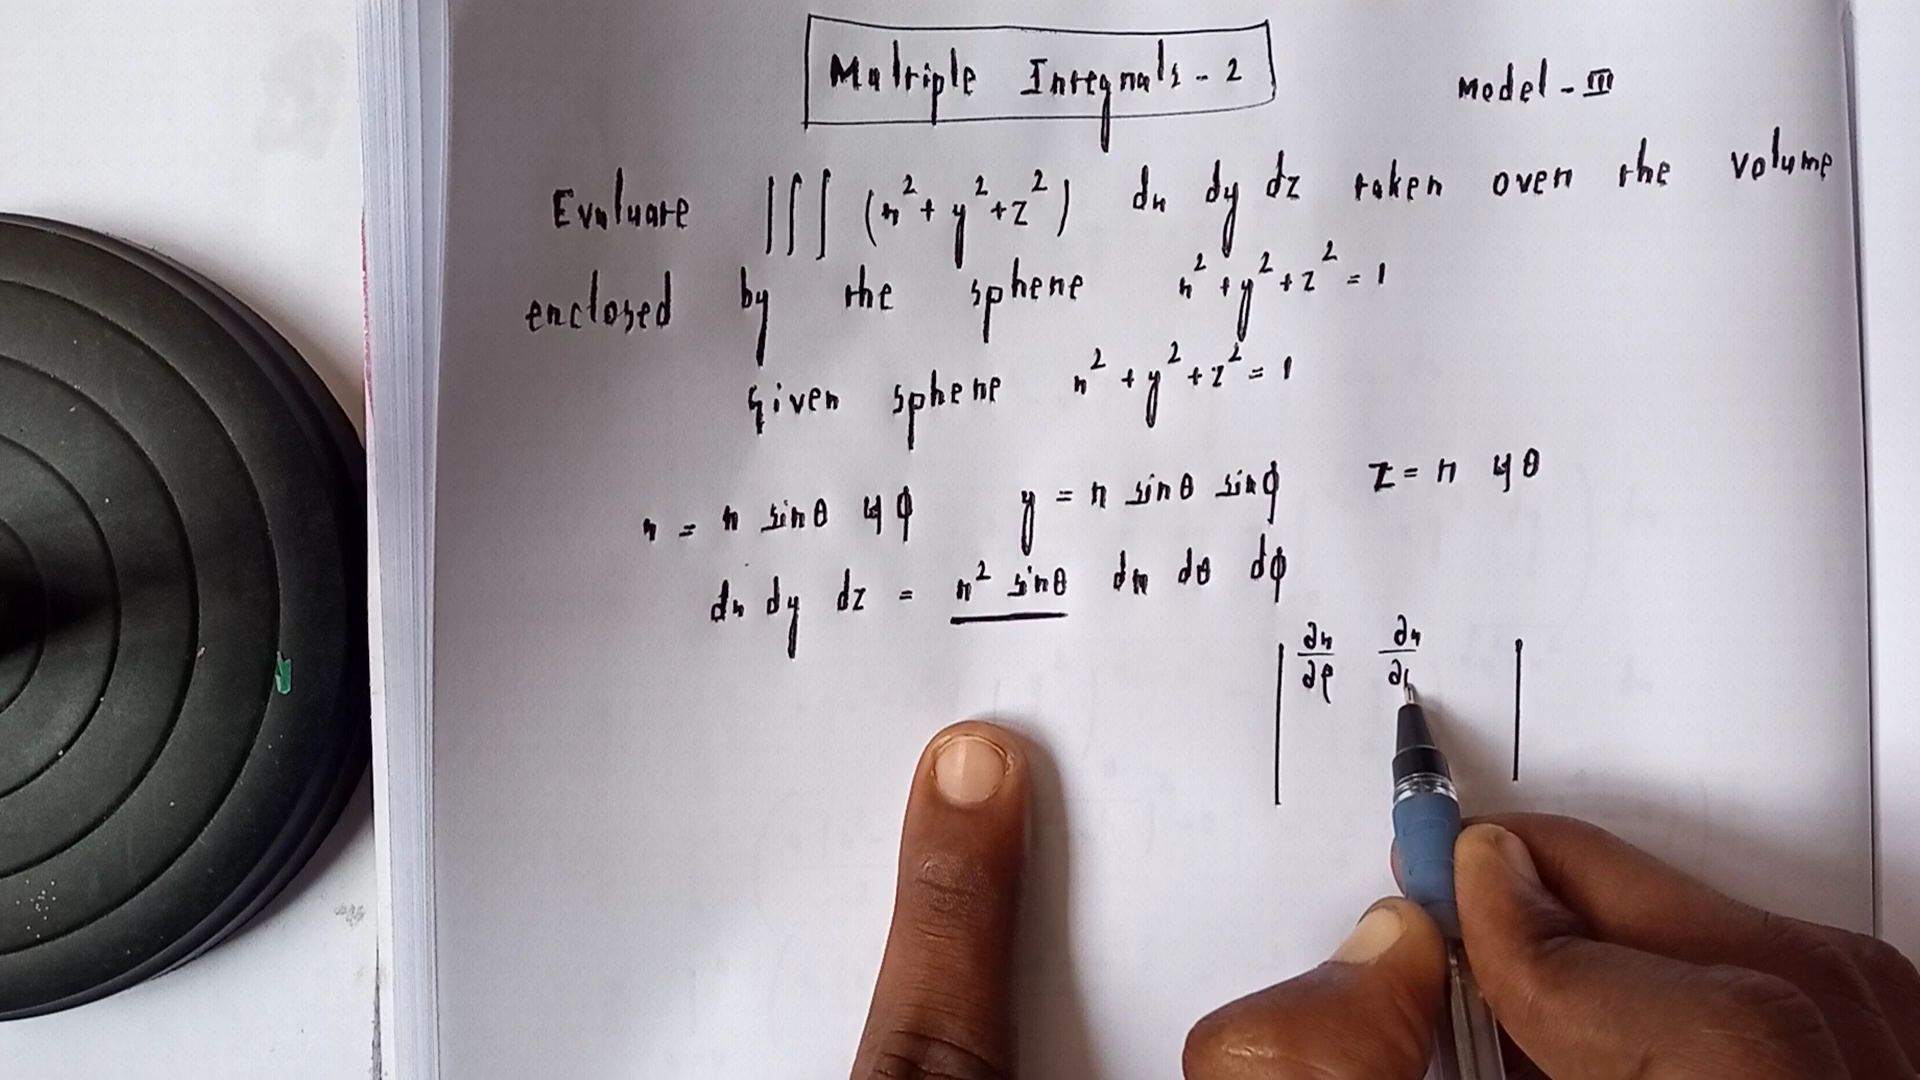 Multiple Integrals - 2
Model - III
Evaluate ∫∫∫ (x² + y² + z²) dx dy dz taken over the volume
enclosed by the sphere x² + y² + z² = 1
Given sphere x² + y² + z² = 1
x = r sinθ cosφ y = r sinθ sinφ z = r cosθ
dx dy dz = r² sinθ dr dθ dφ
| ∂x/∂ρ ∂x/∂ |